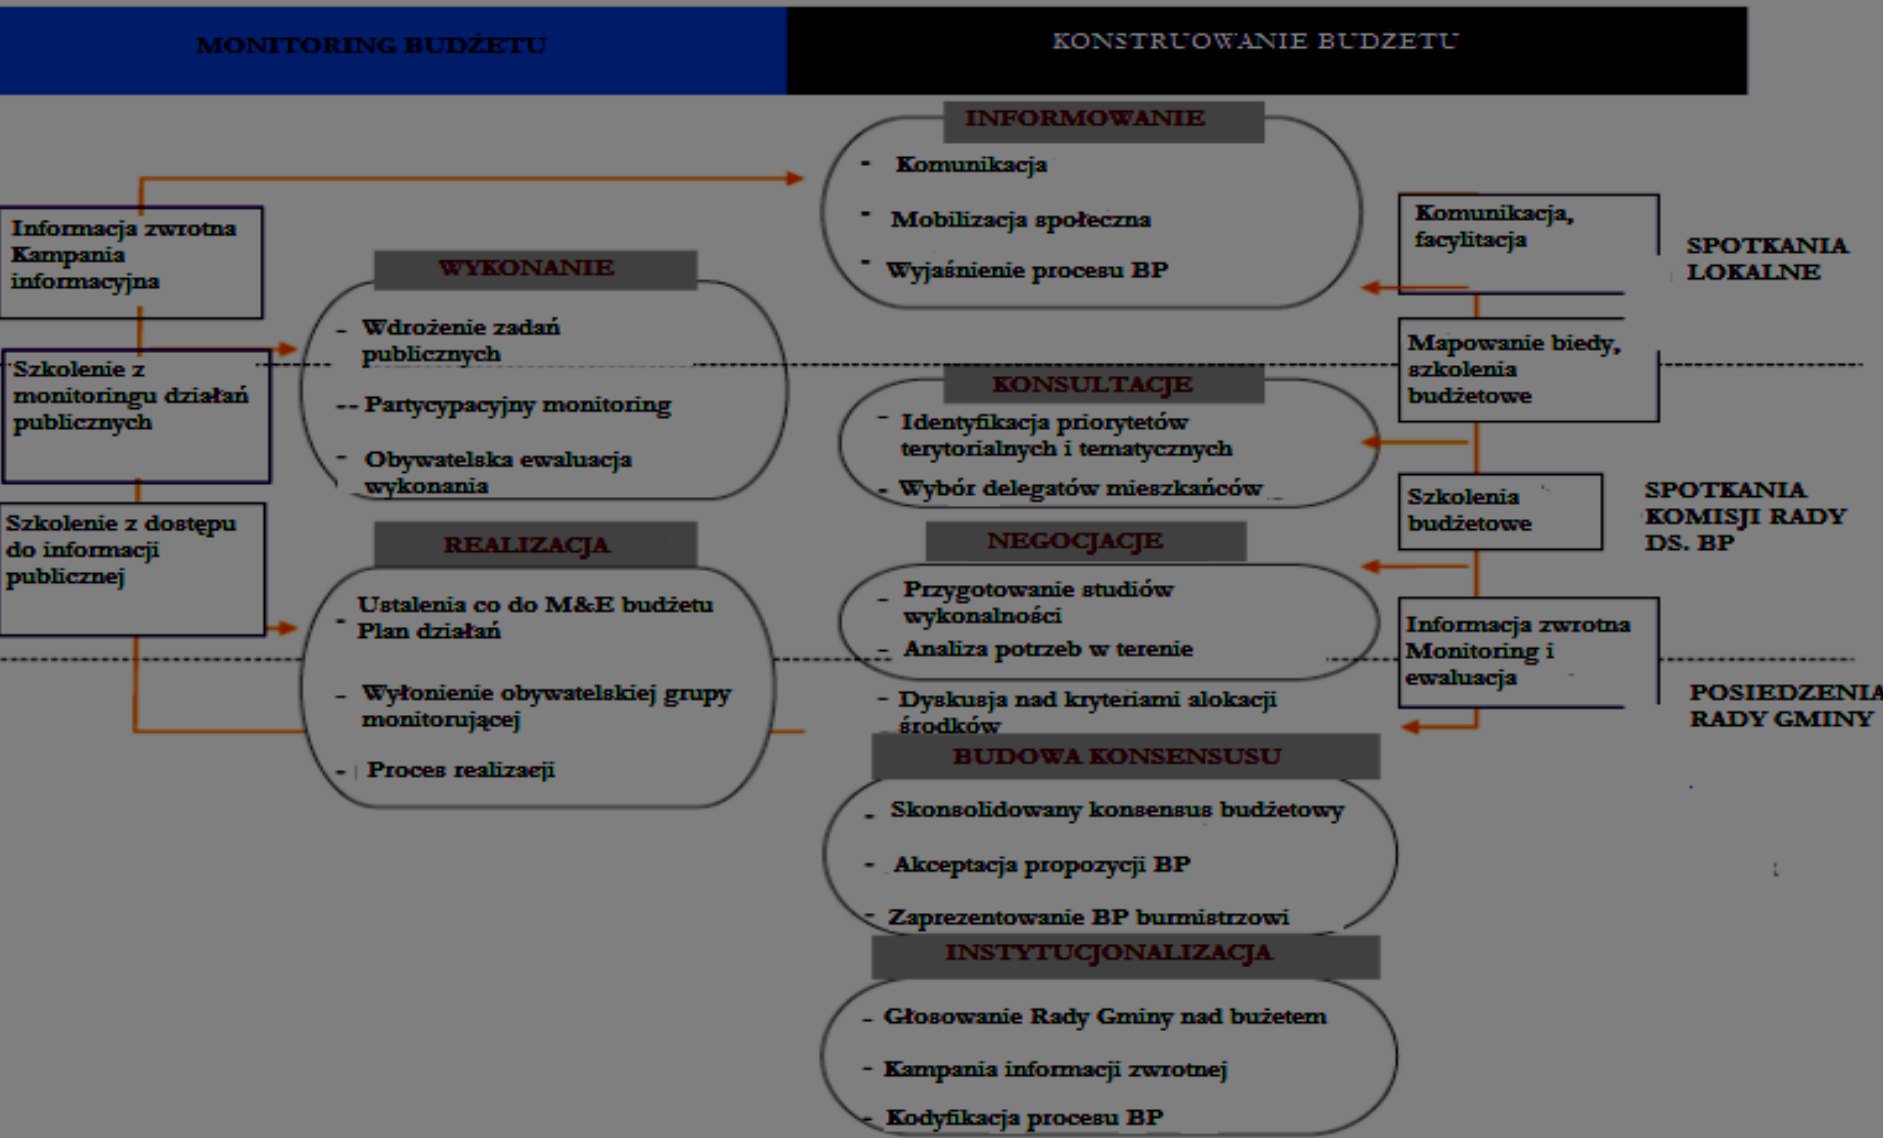 MONITORING BUDŻETU
KONSTRUOWANIE BUDZETU
Informacja zwrotna
Kampania
informacyjna
Szkolenie z
monitoringu działań
publicznych
Szkolenie z dostępu
do informacji
publicznej
WYKONANIE
- Wdrożenie zadań
publicznych
-- Partycypacyjny monitoring
- Obywatelska ewaluacja
wykonania
REALIZACJA
- Ustalenia co do M&E budżetu
Plan działań
- Wyłonienie obywatelskiej grupy
monitorującej
- Proces realizacji
INFORMOWANIE
- Komunikacja
- Mobilizacja społeczna
- Wyjaśnienie procesu BP
KONSULTACJE
- Identyfikacja priorytetów
terytorialnych i tematycznych
- Wybór delegatów mieszkańców
NEGOCJACJE
- Przygotowanie studiów
wykonalności
- Analiza potrzeb w terenie
- Dyskusja nad kryteriami alokacji
środków
BUDOWA KONSENSUSU
- Skonsolidowany konsensus budżetowy
- Akceptacja propozycji BP
- Zaprezentowanie BP burmistrzowi
INSTYTUCJONALIZACJA
- Głosowanie Rady Gminy nad bużetem
- Kampania informacji zwrotnej
- Kodyfikacja procesu BP
Komunikacja,
facylitacja
Mapowanie biedy,
szkolenia
budżetowe
Szkolenia
budżetowe
Informacja zwrotna
Monitoring i
ewaluacja
SPOTKANIA
LOKALNE
SPOTKANIA
KOMISJI RADY
DS. BP
POSIEDZENIA
RADY GMINY